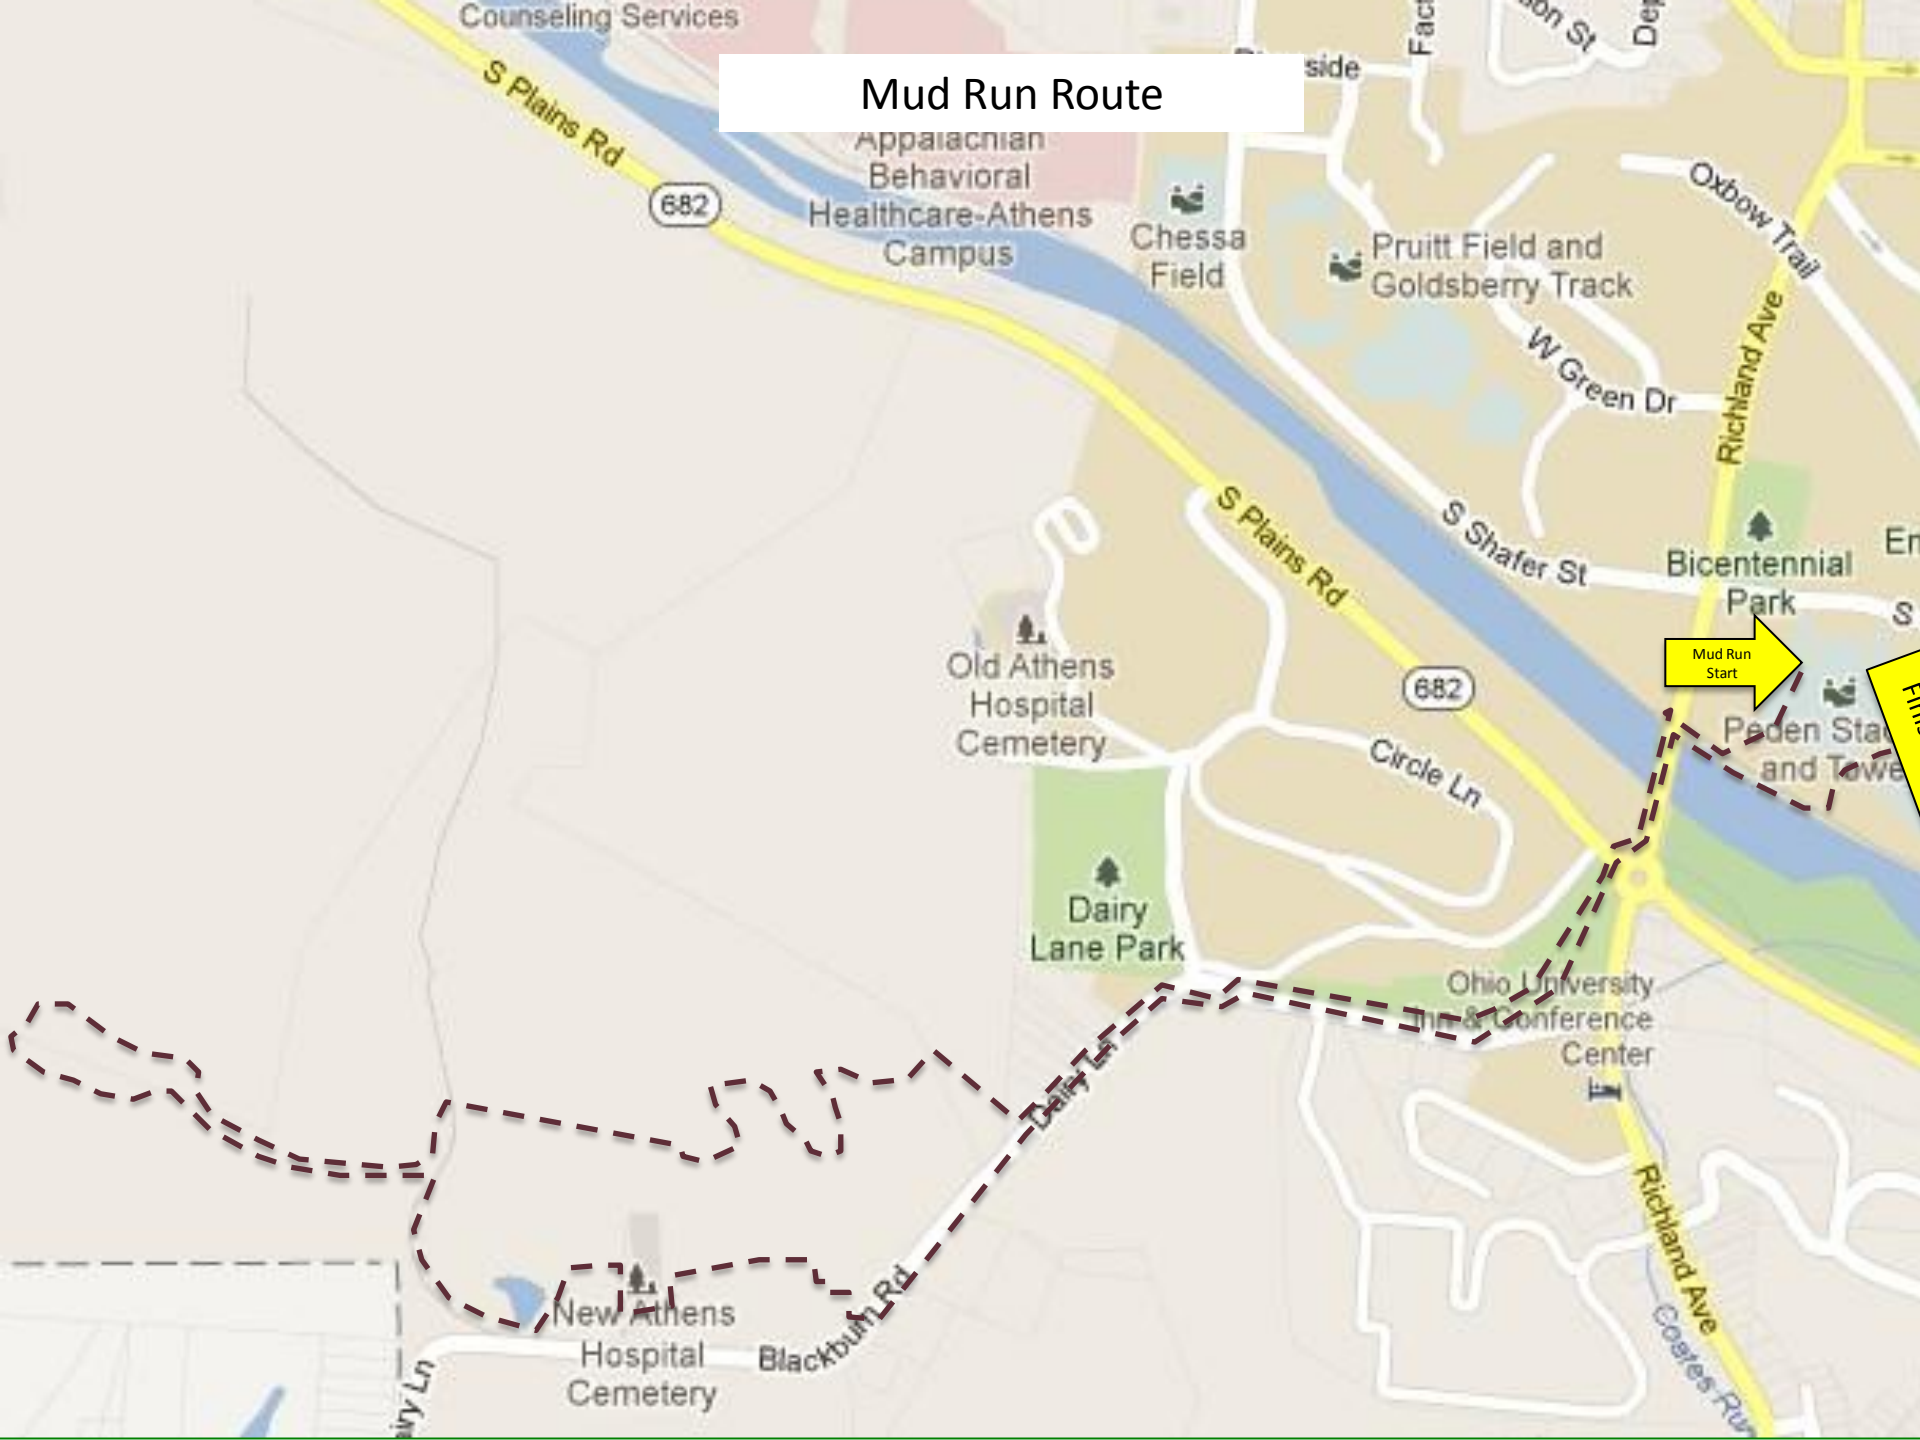 Counseling Services
S Plains Rd
682
Mud Run Route
Appalachian
Behavioral
Healthcare-Athens
Campus
Chessa
Field
Pruitt Field and
Goldsberry Track
Oxbow Trail
W Green Dr
Richland Ave
S Plains Rd
S Shafer St
Bicentennial
Park
S
Mud Run
Start
Old Athens
Hospital
Cemetery
682
Circle Ln
Dairy
Lane Park
Ohio University
Inn & Conference
Center
Dairy Ln
Richland Ave
New Athens
Hospital
Cemetery
Blackburn Rd
Coates Run